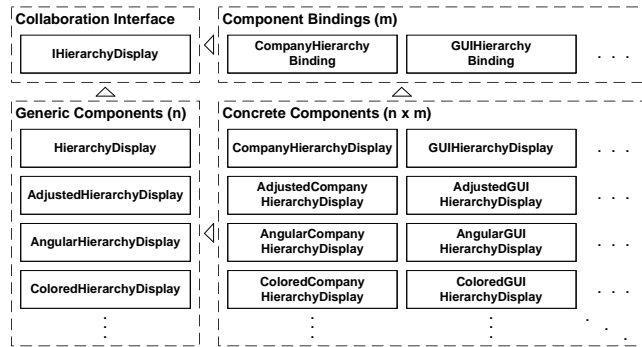 Collaboration Interface
IHierarchyDisplay
Component Bindings (m)
CompanyHierarchy
Binding
GUIHierarchy
Binding
. . .
Generic Components (n)
HierarchyDisplay
AdjustedHierarchyDisplay
AngularHierarchyDisplay
ColoredHierarchyDisplay
Concrete Components (n x m)
CompanyHierarchyDisplay
GUIHierarchyDisplay
. . .
AdjustedCompany
HierarchyDisplay
AdjustedGUI
HierarchyDisplay
. . .
AngularCompany
HierarchyDisplay
AngularGUI
HierarchyDisplay
. . .
ColoredCompany
HierarchyDisplay
ColoredGUI
HierarchyDisplay
. . .